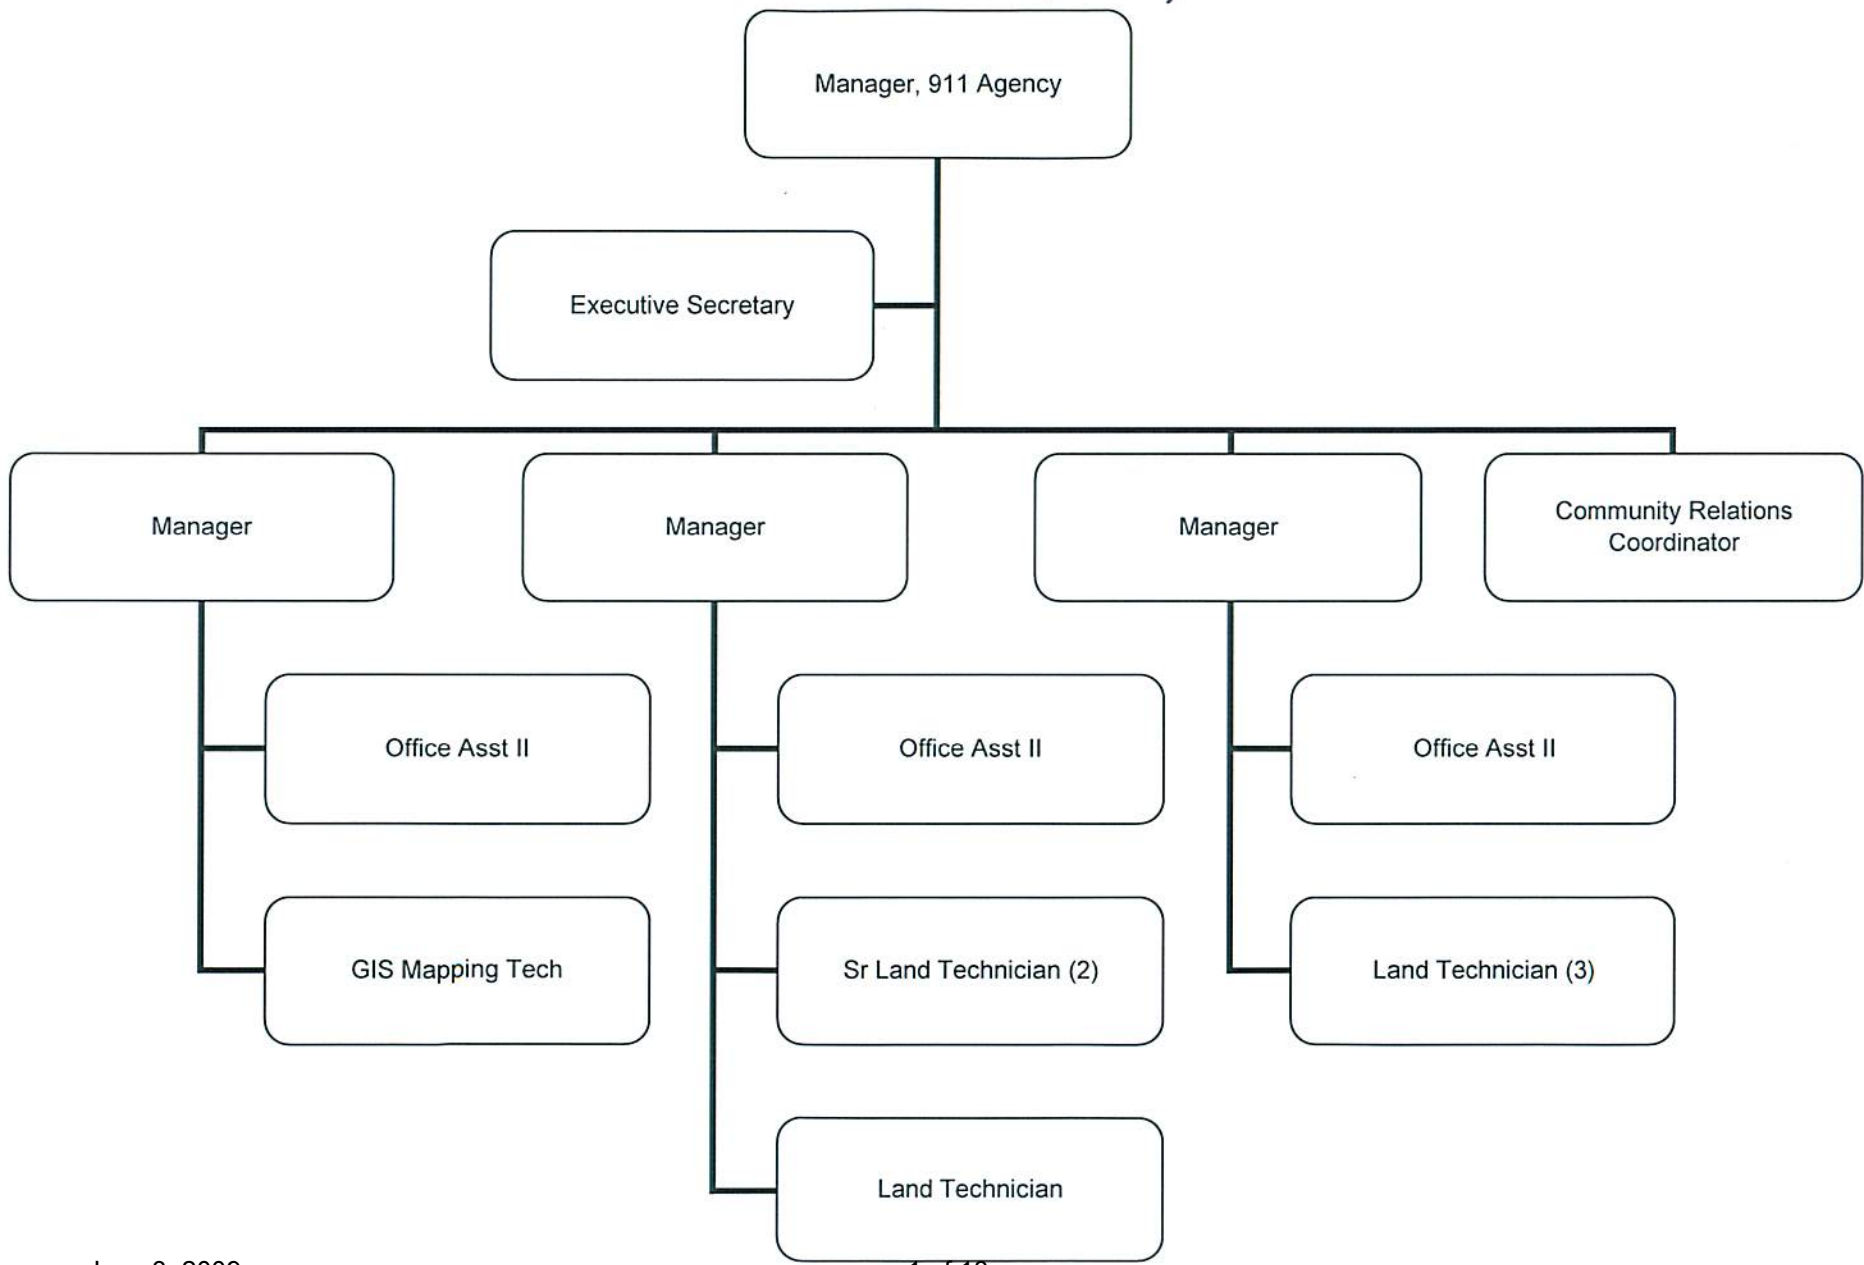 Manager, 911 Agency
Executive Secretary
Manager
Manager
Manager
Community Relations
Coordinator
Office Asst II
Office Asst II
Office Asst II
GIS Mapping Tech
Sr Land Technician (2)
Land Technician (3)
Land Technician